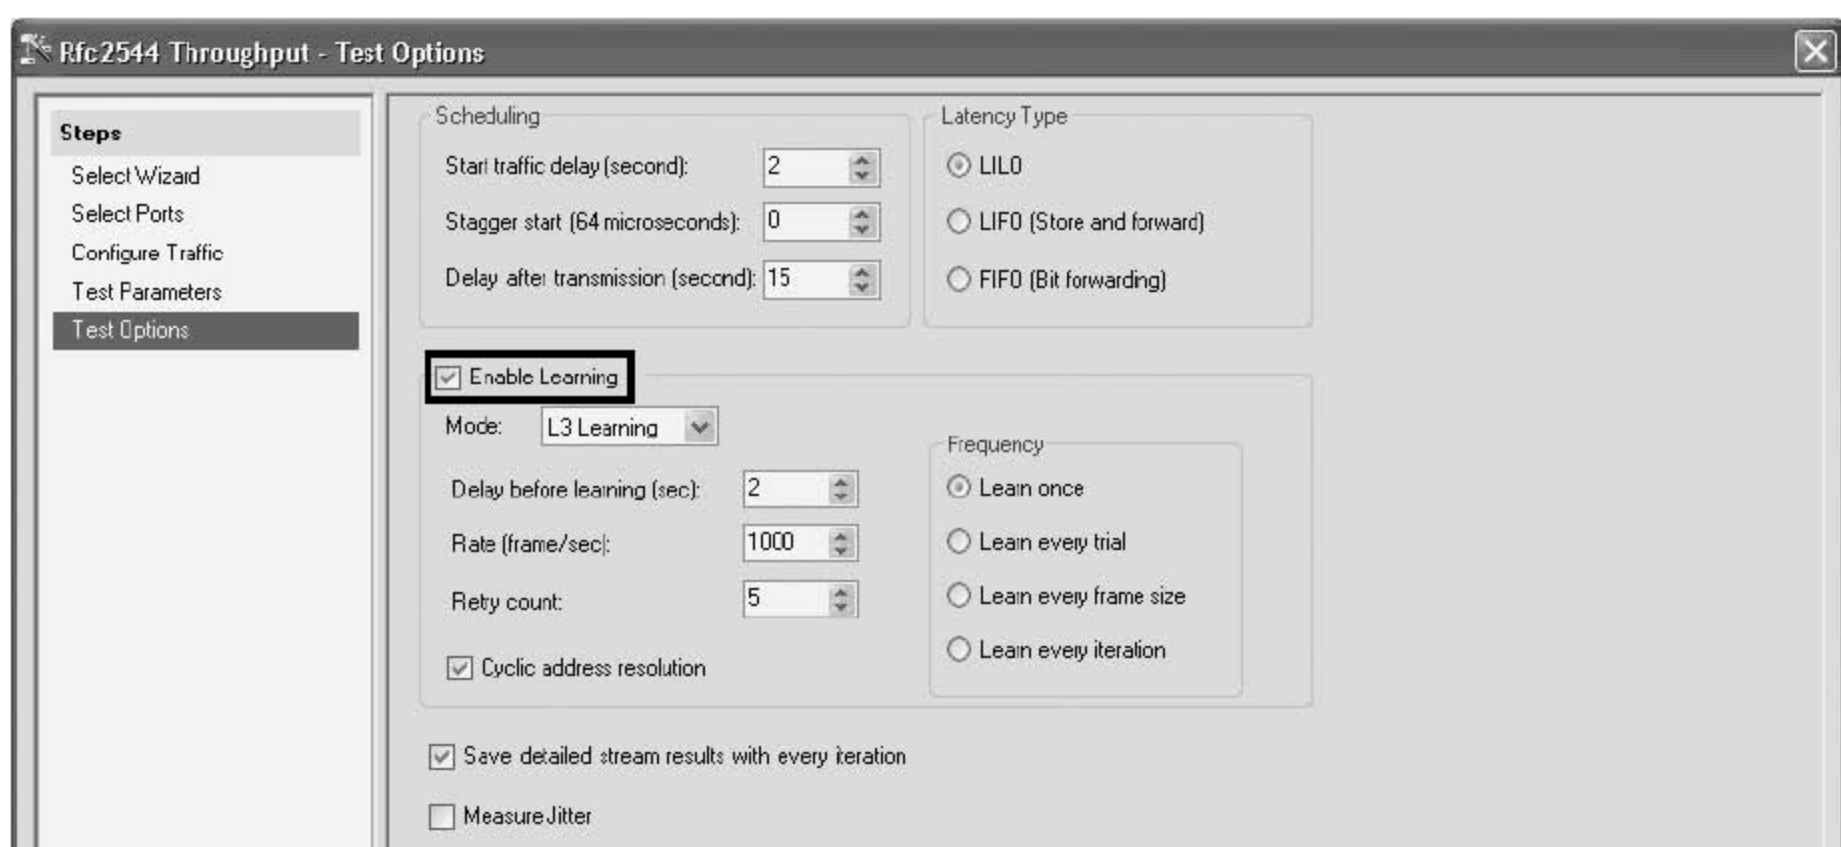 Rfc2544 Throughput - Test Options
Steps
Select Wizard
Select Ports
Configure Traffic
Test Parameters
Test Options
Scheduling
Start traffic delay (second): 2
Stagger start (64 microseconds): 0
Delay after transmission (second): 15
Latency Type
LILO
LIFO (Store and forward)
FIFO (Bit forwarding)
Enable Learning
Mode: L3 Learning
Delay before learning (sec): 2
Rate (frame/sec): 1000
Retry count: 5
Cyclic address resolution
Frequency
Learn once
Learn every trial
Learn every frame size
Learn every iteration
Save detailed stream results with every iteration
Measure Jitter